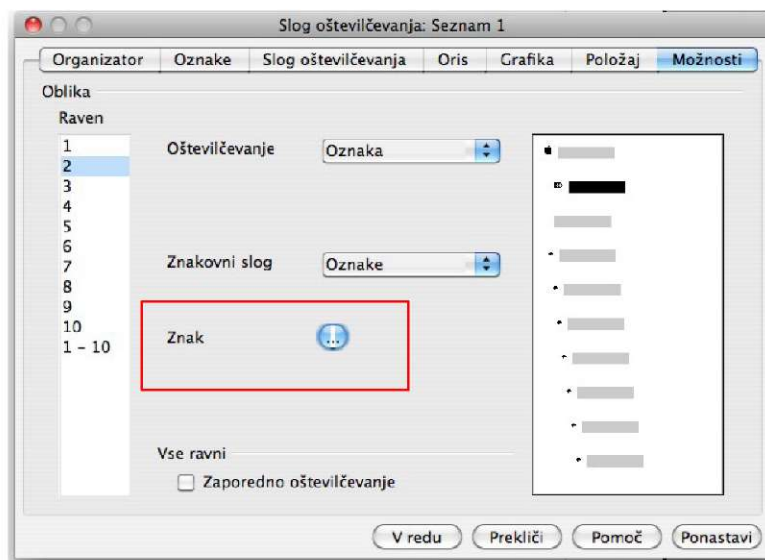 Slog oštevilčevanja: Seznam 1
Organizator Oznake Slog oštevilčevanja Oris Grafika Položaj Možnosti
Oblika
Raven
1
2
3
4
5
6
7
8
9
10
1 – 10
Oštevilčevanje Oznaka
Znakovni slog Oznake
Znak ...
Vse ravni
Zaporedno oštevilčevanje
V redu Prekliči Pomoč Ponastavi